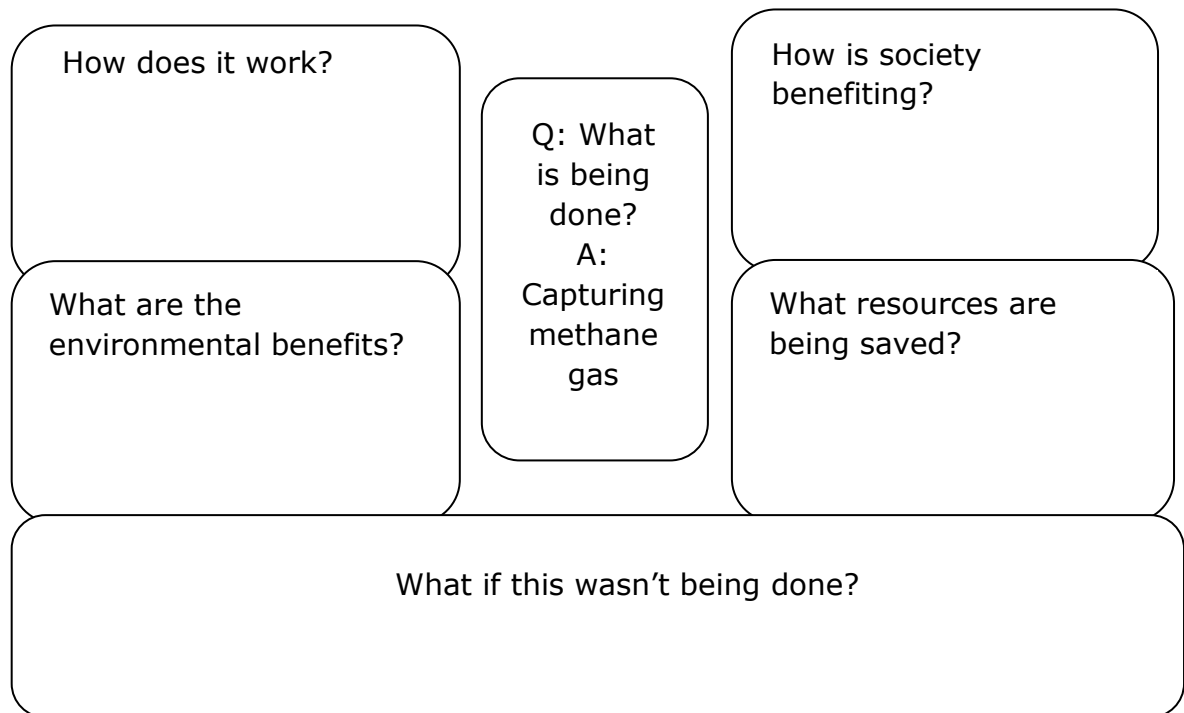 How does it work?
What are the
environmental benefits?
Q: What
is being
done?
A:
Capturing
methane
gas
How is society
benefiting?
What resources are
being saved?
What if this wasn’t being done?